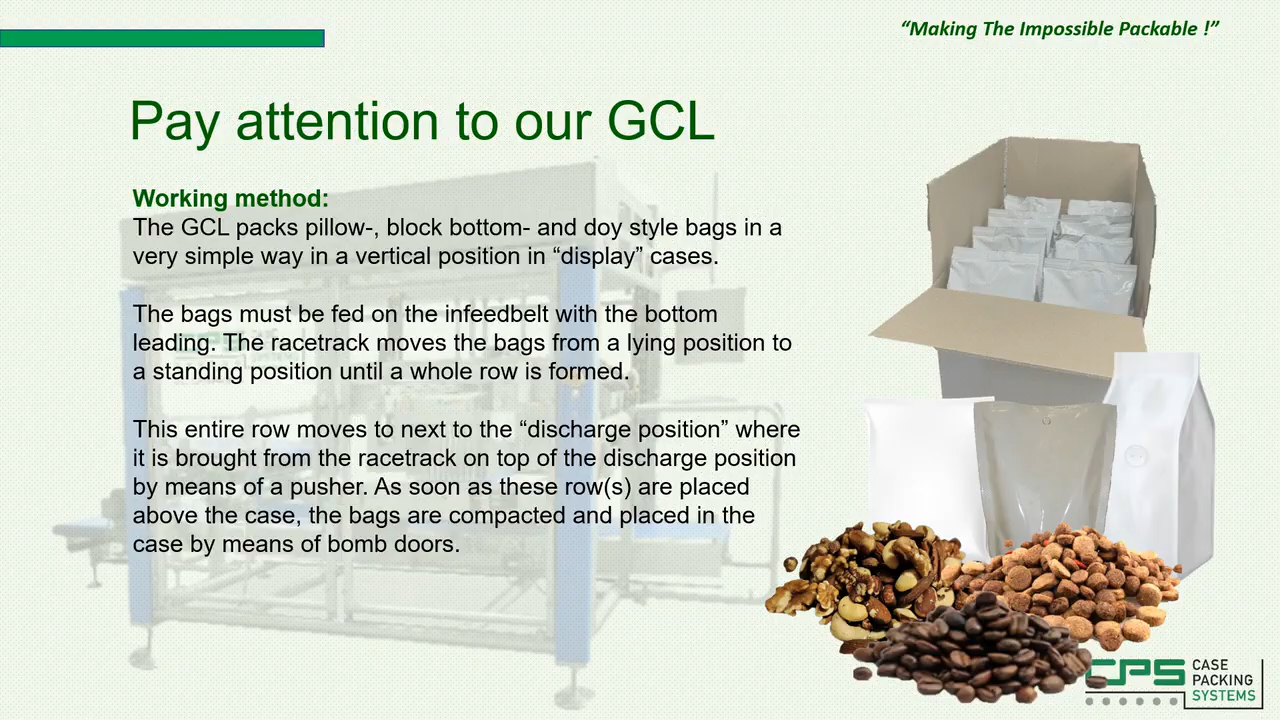 “Making The Impossible Packable !”
Pay attention to our GCL
Working method:
The GCL packs pillow-, block bottom- and doy style bags in a
very simple way in a vertical position in “display” cases.
The bags must be fed on the infeedbelt with the bottom
leading. The racetrack moves the bags from a lying position to
a standing position until a whole row is formed.
This entire row moves to next to the “discharge position” where
it is brought from the racetrack on top of the discharge position
by means of a pusher. As soon as these row(s) are placed
above the case, the bags are compacted and placed in the
case by means of bomb doors.
CPS CASE
PACKING
SYSTEMS